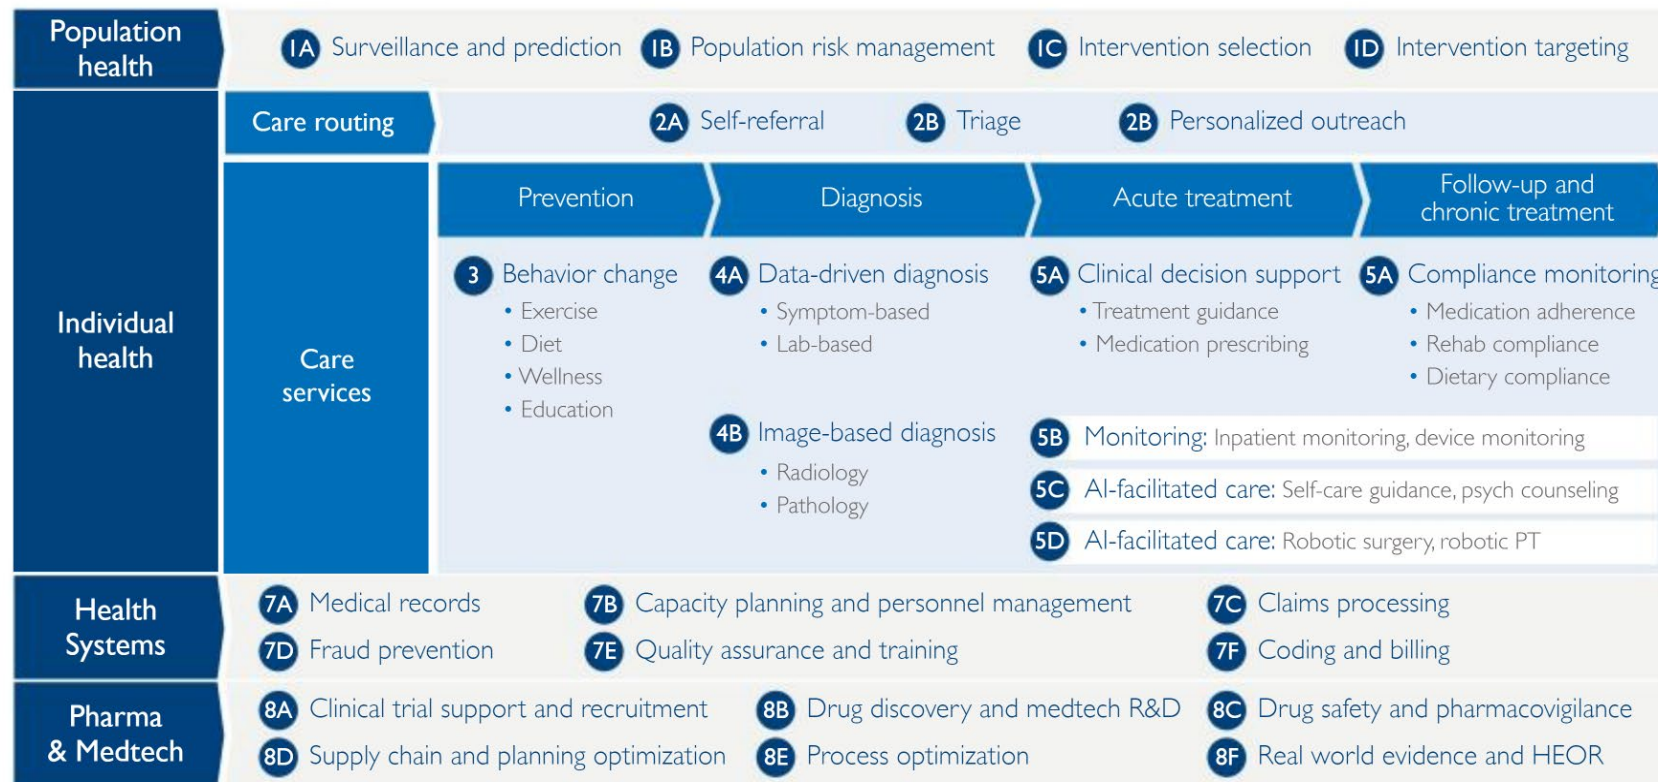 Population
health
1A Surveillance and prediction 1B Population risk management 1C Intervention selection 1D Intervention targeting
Individual
health
Care routing
2A Self-referral 2B Triage 2B Personalized outreach
Care
services
Prevention
Diagnosis
Acute treatment
Follow-up and
chronic treatment
3 Behavior change
• Exercise
• Diet
• Wellness
• Education
4A Data-driven diagnosis
• Symptom-based
• Lab-based
4B Image-based diagnosis
• Radiology
• Pathology
5A Clinical decision support
• Treatment guidance
• Medication prescribing
5A Compliance monitoring
• Medication adherence
• Rehab compliance
• Dietary compliance
5B Monitoring: Inpatient monitoring, device monitoring
5C AI-facilitated care: Self-care guidance, psych counseling
5D AI-facilitated care: Robotic surgery, robotic PT
Health
Systems
7A Medical records 7B Capacity planning and personnel management 7C Claims processing
7D Fraud prevention 7E Quality assurance and training 7F Coding and billing
Pharma
& Medtech
8A Clinical trial support and recruitment 8B Drug discovery and medtech R&D 8C Drug safety and pharmacovigilance
8D Supply chain and planning optimization 8E Process optimization 8F Real world evidence and HEOR